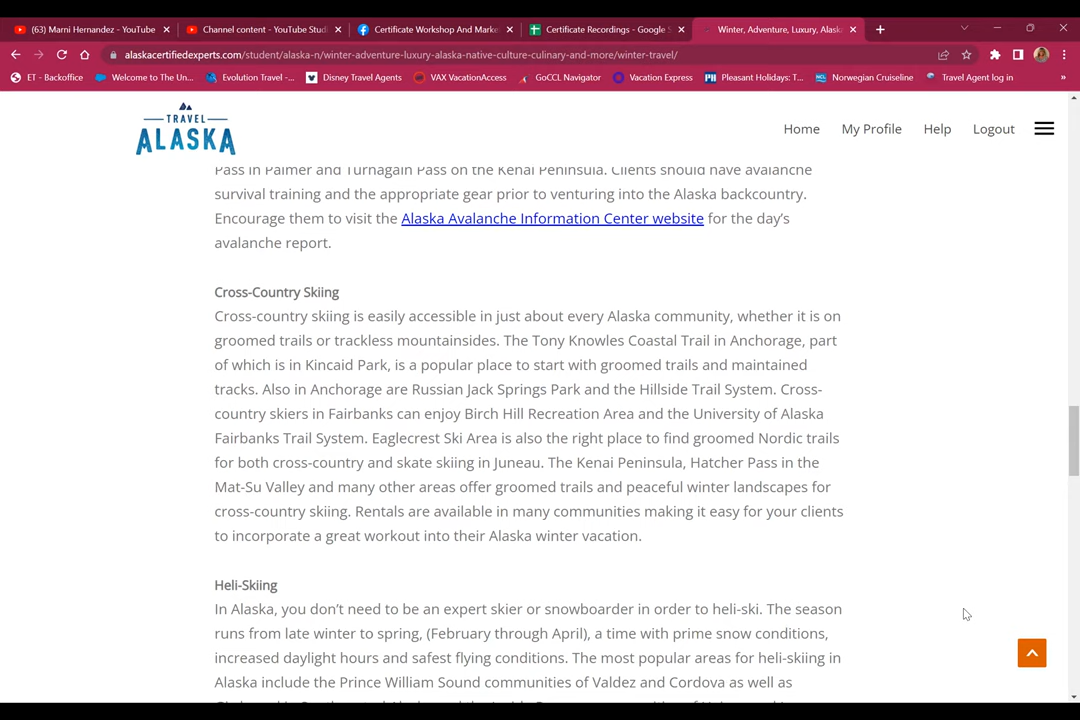 (63) Marni Hernandez - YouTube
Channel content - YouTube Studi
Certificate Workshop And Marke
Certificate Recordings - Google S
Winter, Adventure, Luxury, Alask
alaskacertifiedexperts.com/student/alaska-n/winter-adventure-luxury-alaska-native-culture-culinary-and-more/winter-travel/
ET - Backoffice
Welcome to The Un...
Evolution Travel -...
Disney Travel Agents
VAX VacationAccess
GoCCL Navigator
Vacation Express
Pleasant Holidays: T...
Norwegian Cruiseline
Travel Agent log in
»
TRAVEL
ALASKA
Home
My Profile
Help
Logout
Pass in Palmer and Turnagain Pass on the Kenai Peninsula. Clients should have avalanche
survival training and the appropriate gear prior to venturing into the Alaska backcountry.
Encourage them to visit the Alaska Avalanche Information Center website for the day's
avalanche report.
Cross-Country Skiing
Cross-country skiing is easily accessible in just about every Alaska community, whether it is on
groomed trails or trackless mountainsides. The Tony Knowles Coastal Trail in Anchorage, part
of which is in Kincaid Park, is a popular place to start with groomed trails and maintained
tracks. Also in Anchorage are Russian Jack Springs Park and the Hillside Trail System. Cross-
country skiers in Fairbanks can enjoy Birch Hill Recreation Area and the University of Alaska
Fairbanks Trail System. Eaglecrest Ski Area is also the right place to find groomed Nordic trails
for both cross-country and skate skiing in Juneau. The Kenai Peninsula, Hatcher Pass in the
Mat-Su Valley and many other areas offer groomed trails and peaceful winter landscapes for
cross-country skiing. Rentals are available in many communities making it easy for your clients
to incorporate a great workout into their Alaska winter vacation.
Heli-Skiing
In Alaska, you don't need to be an expert skier or snowboarder in order to heli-ski. The season
runs from late winter to spring, (February through April), a time with prime snow conditions,
increased daylight hours and safest flying conditions. The most popular areas for heli-skiing in
Alaska include the Prince William Sound communities of Valdez and Cordova as well as